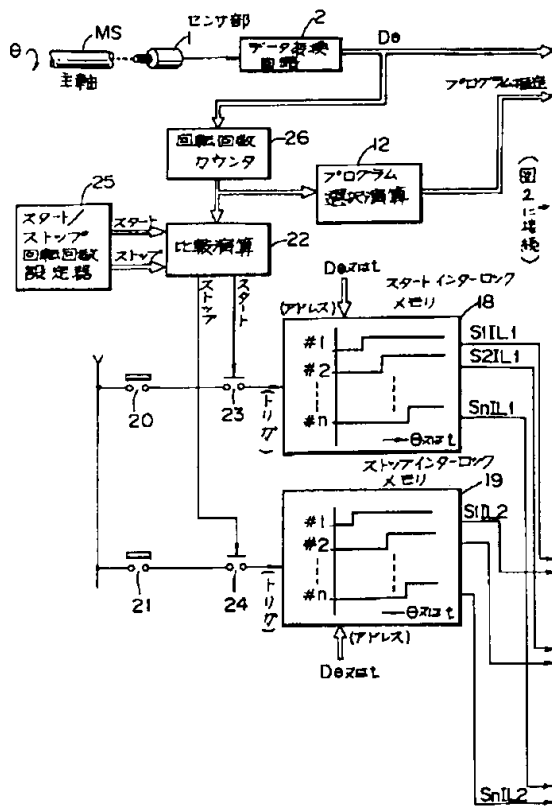 センサ部
MS
1
2
θ
データ変換
回路
Dθ
主軸
プログラム指定
26
回転回数
カウンタ
12
プログラム
選択演算
(図2に接続)
25
スタート/
ストップ
回転回数
設定器
スタート
ストップ
22
比較演算
ストップ
スタート
Dθ又はt
(アドレス)
スタートインターロック
メモリ
18
#1
#2
#n
→θ又はt
S1IL1
S2IL1
SnIL1
20
23
(トリガ)
ストップインターロック
メモリ
19
#1
#2
#n
→θ又はt
S1IL2
21
24
(トリガ)
(アドレス)
Dθ又はt
SnIL2